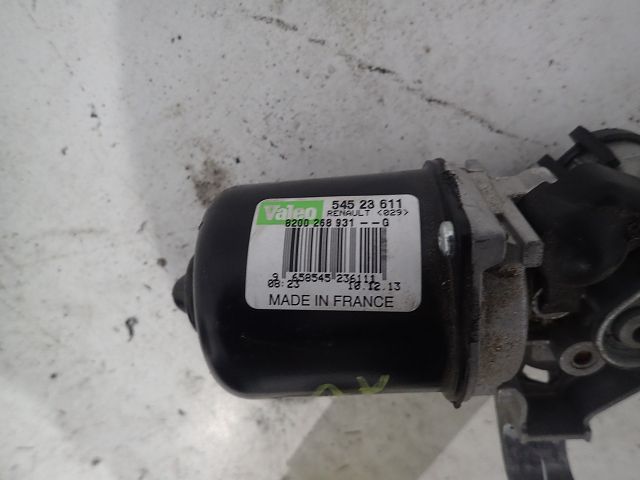 Valeo 545 23 611
RENAULT <029>
8200 268 931 -- G
9 658545 236111
08:23 10.12.13
MADE IN FRANCE